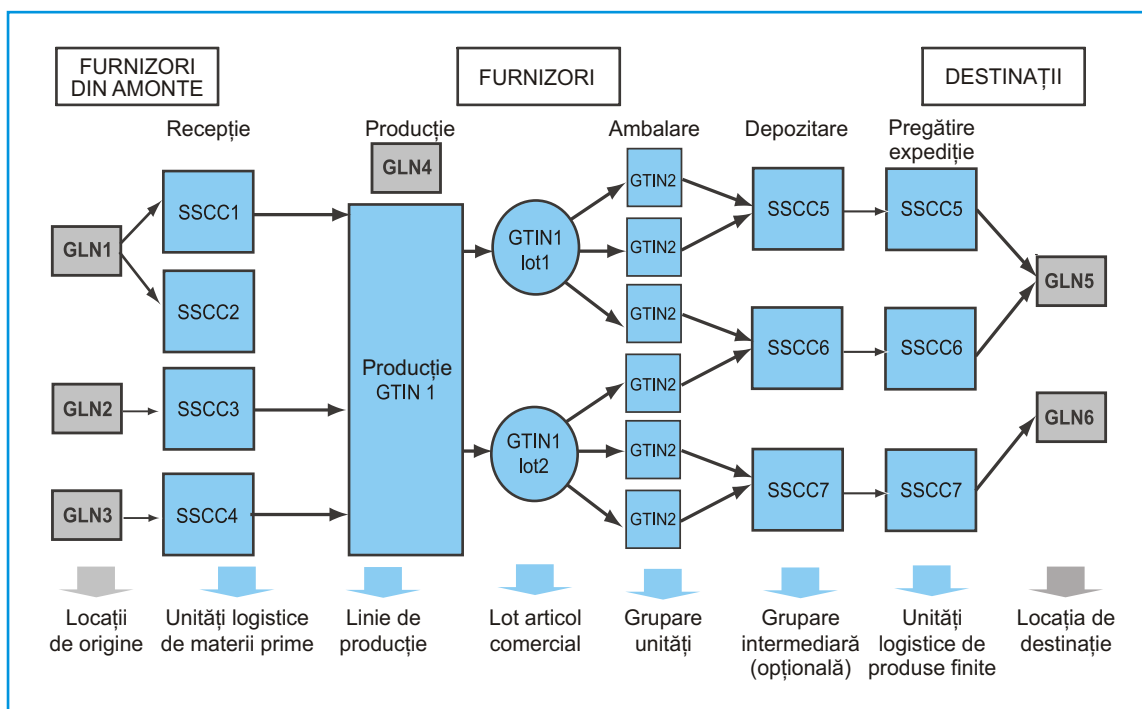 FURNIZORI
DIN AMONTE
FURNIZORI
DESTINAȚII
Recepție
Producție
Ambalare
Depozitare
Pregătire
expediție
GLN4
GLN1
GLN2
GLN3
SSCC1
SSCC2
SSCC3
SSCC4
Producție
GTIN 1
GTIN1
lot1
GTIN1
lot2
GTIN2
GTIN2
GTIN2
GTIN2
GTIN2
GTIN2
SSCC5
SSCC6
SSCC7
SSCC5
SSCC6
SSCC7
GLN5
GLN6
Locații
de origine
Unități logistice
de materii prime
Linie de
producție
Lot articol
comercial
Grupare
unități
Grupare
intermediară
(opțională)
Unități
logistice de
produse finite
Locația de
destinație